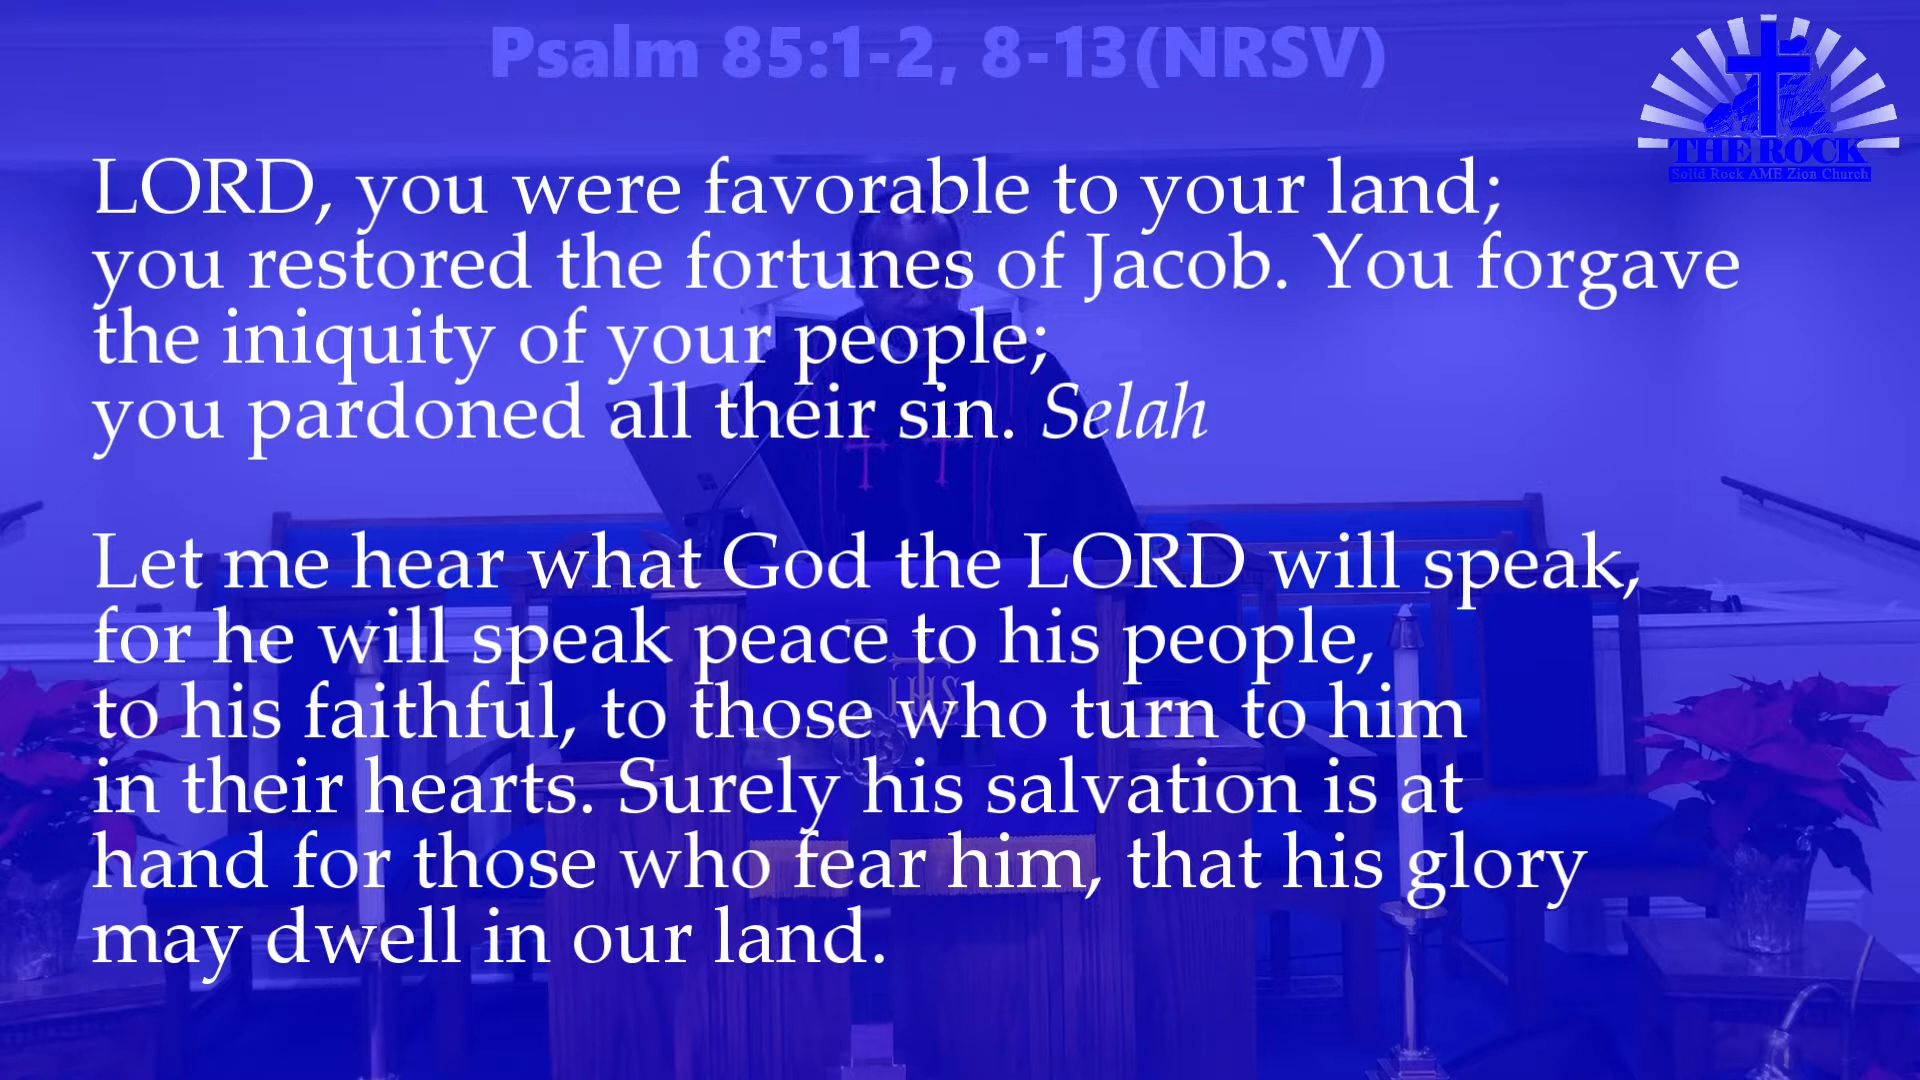 Psalm 85:1-2, 8-13(NRSV)
THE ROCK
Solid Rock AME Zion Church
LORD, you were favorable to your land;
you restored the fortunes of Jacob. You forgave
the iniquity of your people;
you pardoned all their sin. Selah
Let me hear what God the LORD will speak,
for he will speak peace to his people,
to his faithful, to those who turn to him
in their hearts. Surely his salvation is at
hand for those who fear him, that his glory
may dwell in our land.
IHS
IHS